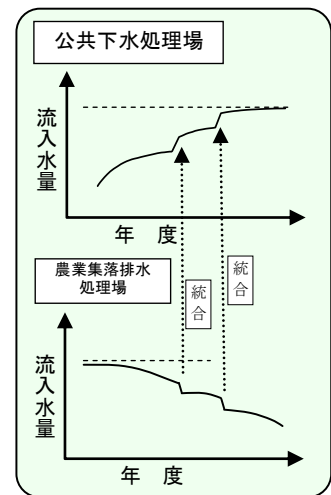 公共下水処理場
流入水量
年 度
農業集落排水
処理場
統合
統合
流入水量
年 度